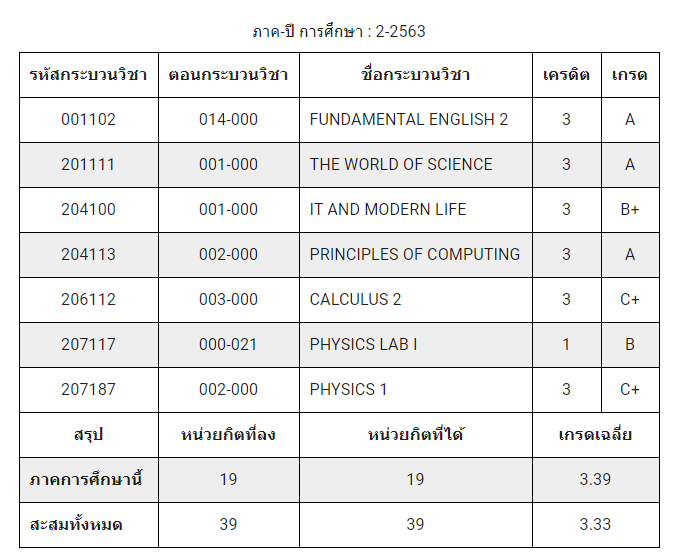 ภาค-ปี การศึกษา : 2-2563
รหัสกระบวนวิชา ตอนกระบวนวิชา ชื่อกระบวนวิชา เครดิต เกรด
001102 014-000 FUNDAMENTAL ENGLISH 2 3 A
201111 001-000 THE WORLD OF SCIENCE 3 A
204100 001-000 IT AND MODERN LIFE 3 B+
204113 002-000 PRINCIPLES OF COMPUTING 3 A
206112 003-000 CALCULUS 2 3 C+
207117 000-021 PHYSICS LAB I 1 B
207187 002-000 PHYSICS 1 3 C+
สรุป หน่วยกิตที่ลง หน่วยกิตที่ได้ เกรดเฉลี่ย
ภาคการศึกษานี้ 19 19 3.39
สะสมทั้งหมด 39 39 3.33